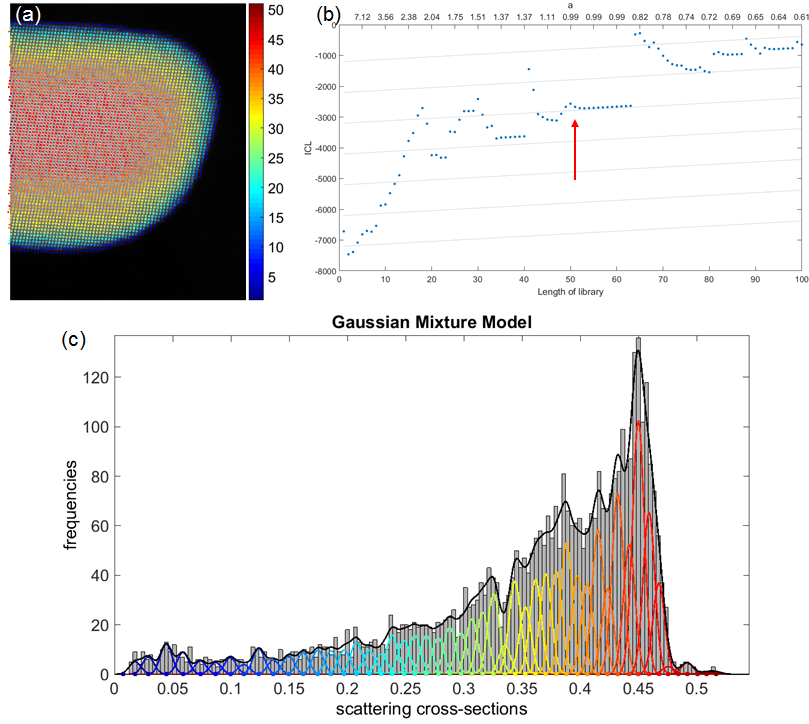 (a)
50
45
40
35
30
25
20
15
10
5
(b)
a
7.12 3.56 2.38 2.04 1.75 1.51 1.37 1.37 1.11 0.99 0.99 0.99 0.82 0.78 0.74 0.72 0.69 0.65 0.64 0.61
0
-1000
-2000
-3000
-4000
-5000
-6000
-7000
-8000
ICL
0 10 20 30 40 50 60 70 80 90 100
Length of library
(c)
Gaussian Mixture Model
120
100
80
60
40
20
0
frequencies
0 0.05 0.1 0.15 0.2 0.25 0.3 0.35 0.4 0.45 0.5
scattering cross-sections